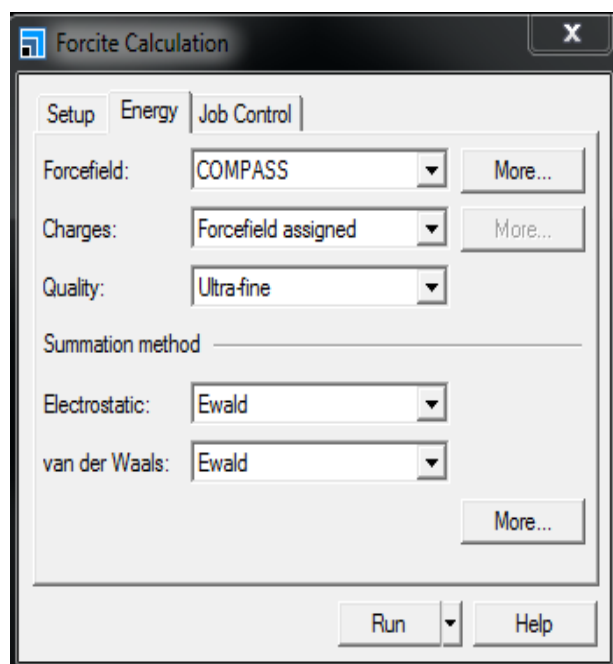 Forcite Calculation X
Setup Energy Job Control
Forcefield: COMPASS More...
Charges: Forcefield assigned More...
Quality: Ultra-fine
Summation method
Electrostatic: Ewald
van der Waals: Ewald
More...
Run Help